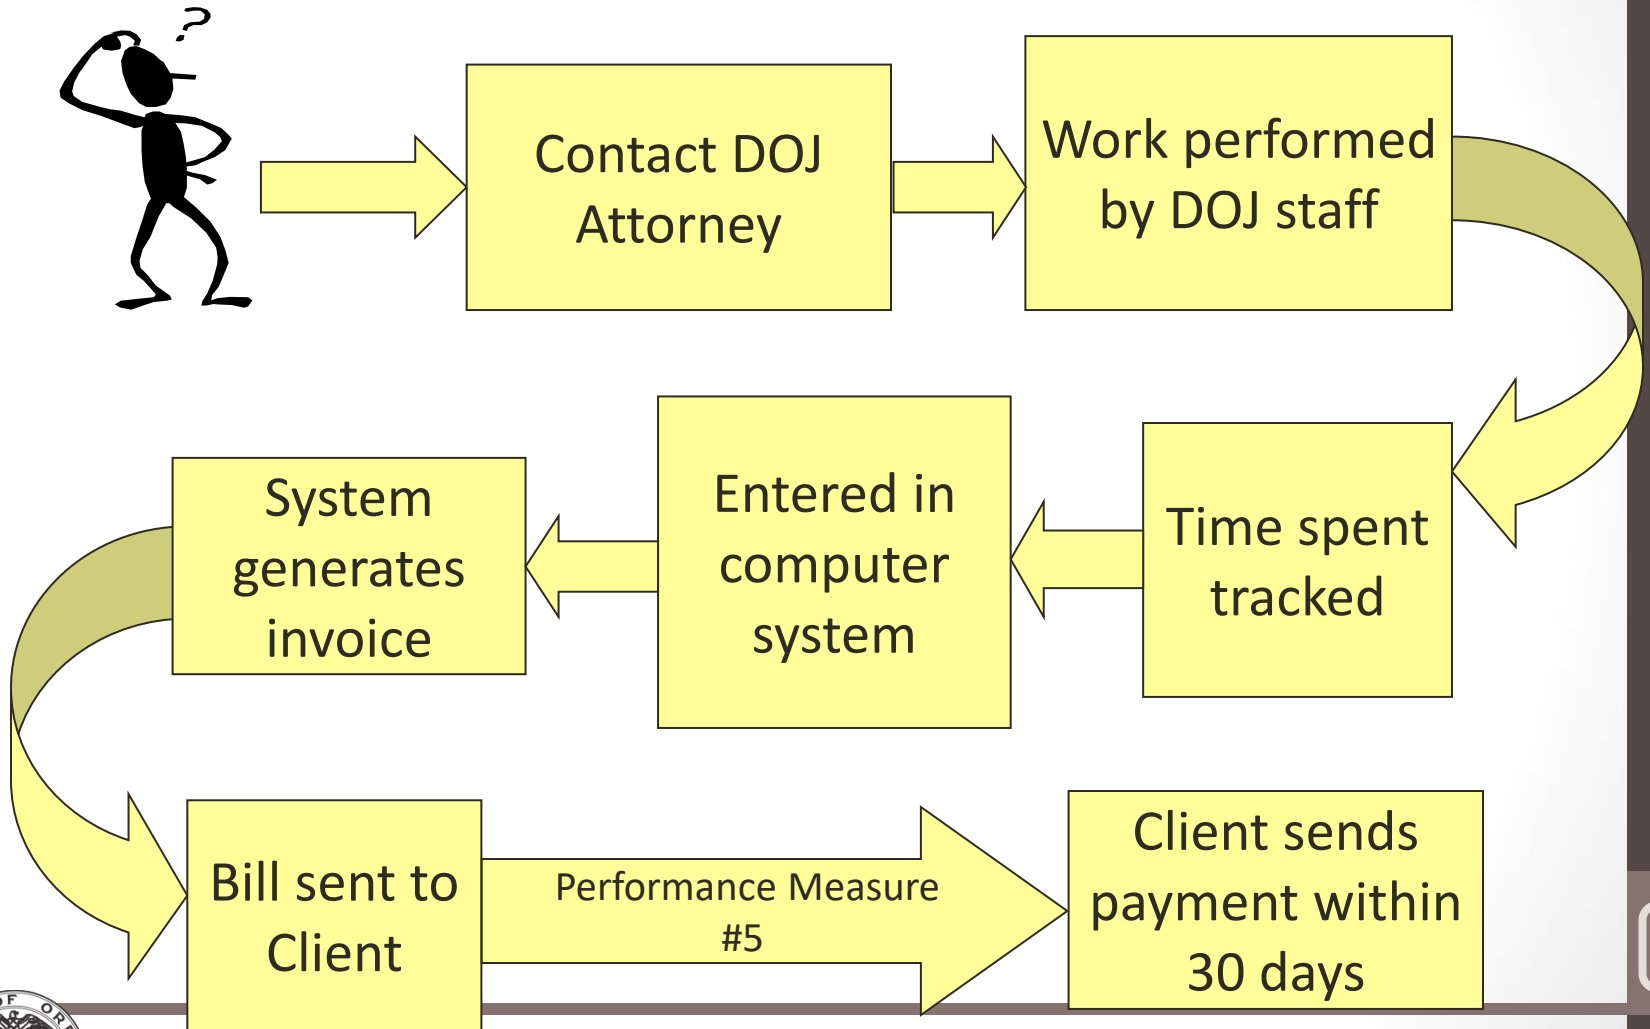 ?
Contact DOJ
Attorney
Work performed
by DOJ staff
Time spent
tracked
Entered in
computer
system
System
generates
invoice
Bill sent to
Client
Performance Measure
#5
Client sends
payment within
30 days